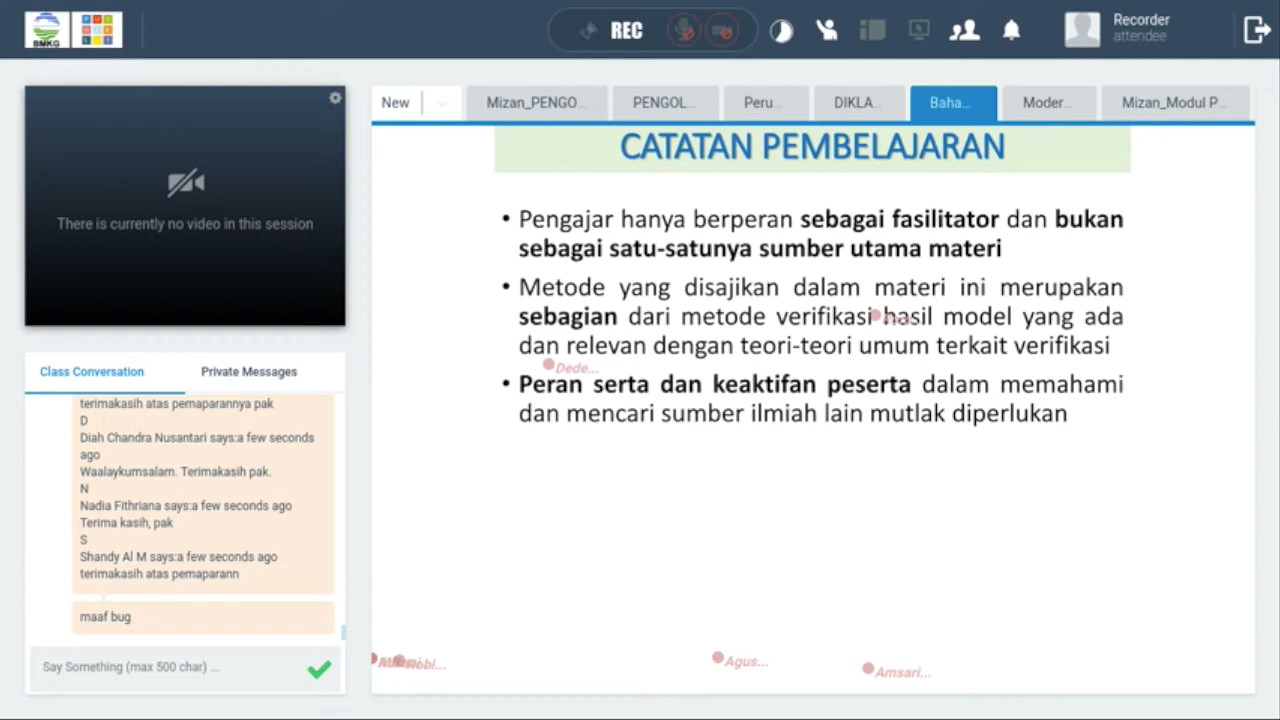 BMKG
REC
Recorder
attendee
New
Mizan_PENGO...
PENGOL...
Peru...
DIKLA...
Baha...
Moder...
Mizan_Modul P...
There is currently no video in this session
CATATAN PEMBELAJARAN
• Pengajar hanya berperan sebagai fasilitator dan bukan
sebagai satu-satunya sumber utama materi
• Metode yang disajikan dalam materi ini merupakan
sebagian dari metode verifikasi hasil model yang ada
dan relevan dengan teori-teori umum terkait verifikasi
Dede...
• Peran serta dan keaktifan peserta dalam memahami
dan mencari sumber ilmiah lain mutlak diperlukan
Agus...
Amsari...
Class Conversation
Private Messages
terimakasih atas pemaparannya pak
D
Diah Chandra Nusantari says:a few seconds
ago
Waalaykumsalam. Terimakasih pak.
N
Nadia Fithriana says:a few seconds ago
Terima kasih, pak
S
Shandy Al M says:a few seconds ago
terimakasih atas pemaparann
maaf bug
Say Something (max 500 char) ...